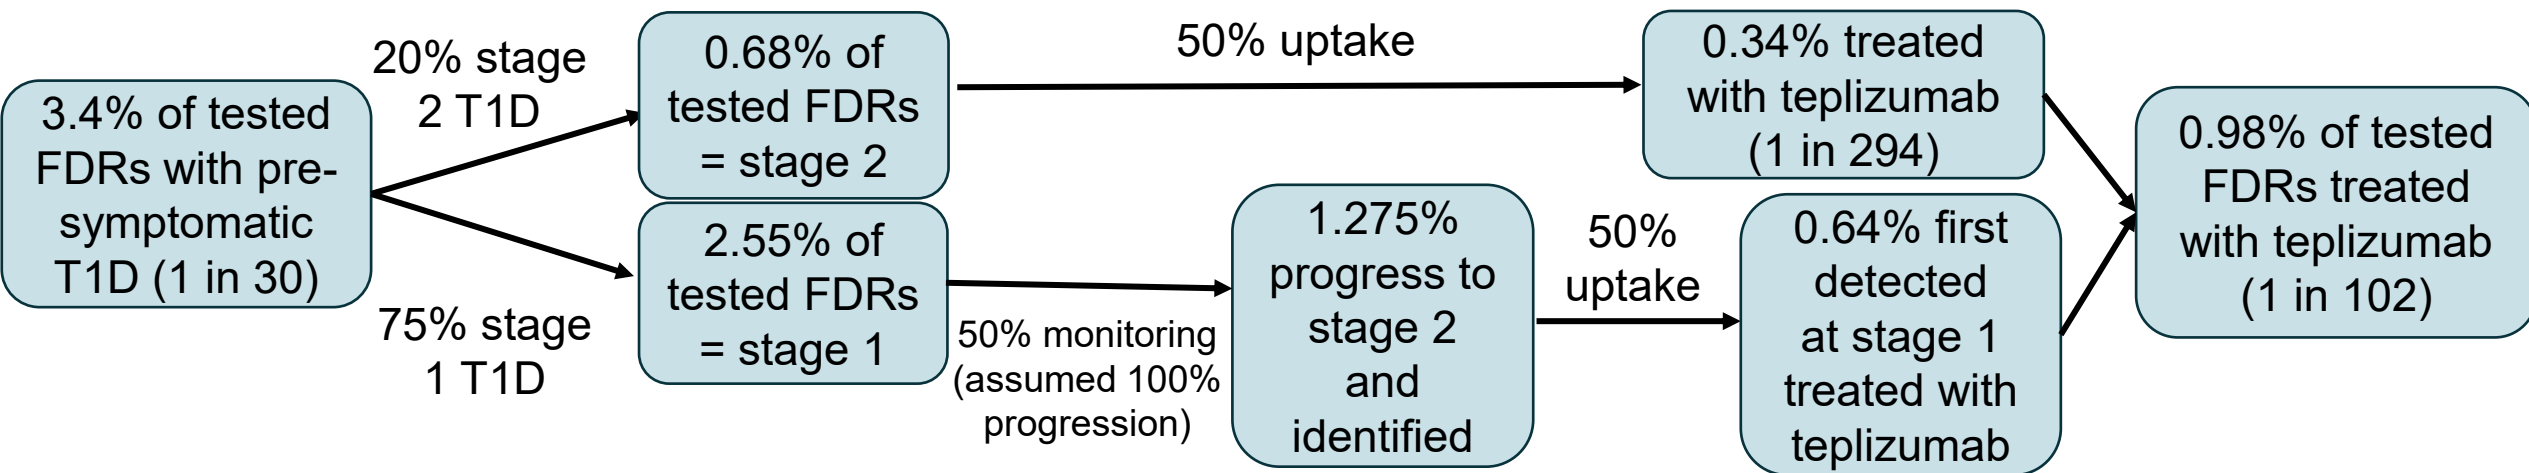 3.4% of tested
FDRs with pre-
symptomatic
T1D (1 in 30)
20% stage
2 T1D
75% stage
1 T1D
0.68% of
tested FDRs
= stage 2
2.55% of
tested FDRs
= stage 1
50% uptake
50% monitoring
(assumed 100%
progression)
1.275%
progress to
stage 2
and
identified
50%
uptake
0.34% treated
with teplizumab
(1 in 294)
0.64% first
detected
at stage 1
treated with
teplizumab
0.98% of tested
FDRs treated
with teplizumab
(1 in 102)